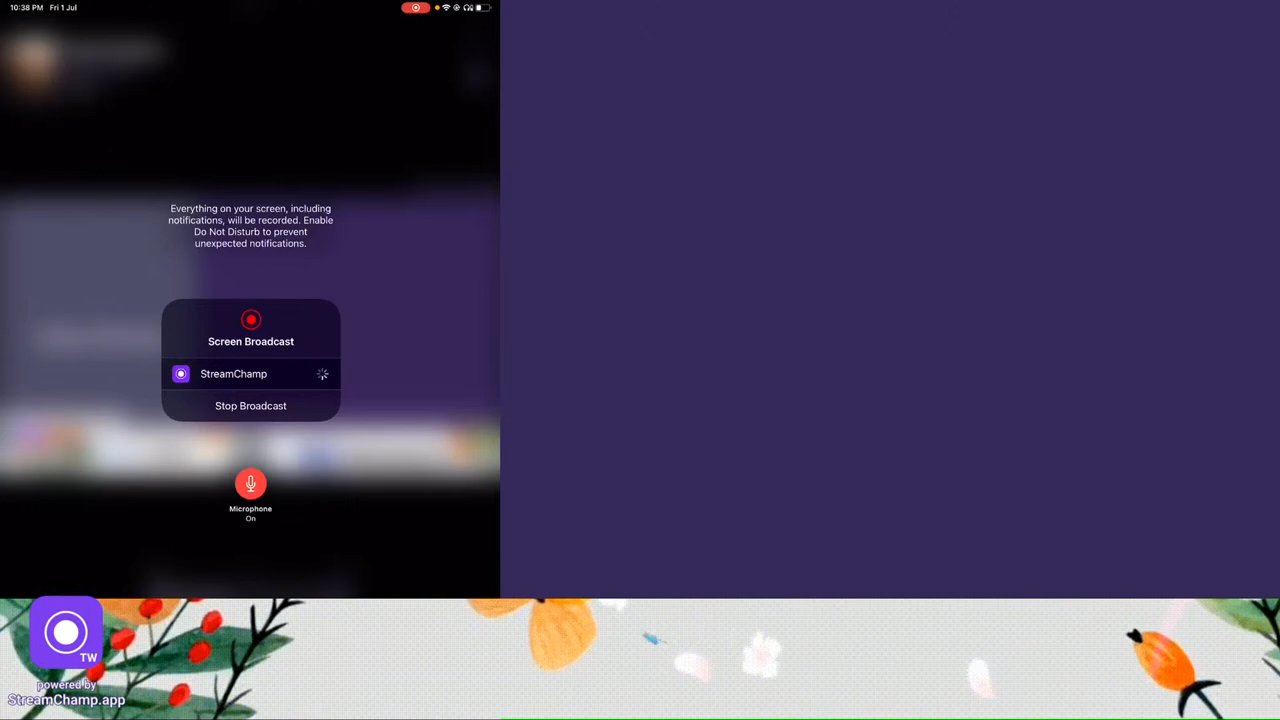 10:38 PM Fri 1 Jul
Everything on your screen, including
notifications, will be recorded. Enable
Do Not Disturb to prevent
unexpected notifications.
Screen Broadcast
StreamChamp
Stop Broadcast
Microphone
On
TW
powered by
StreamChamp.app